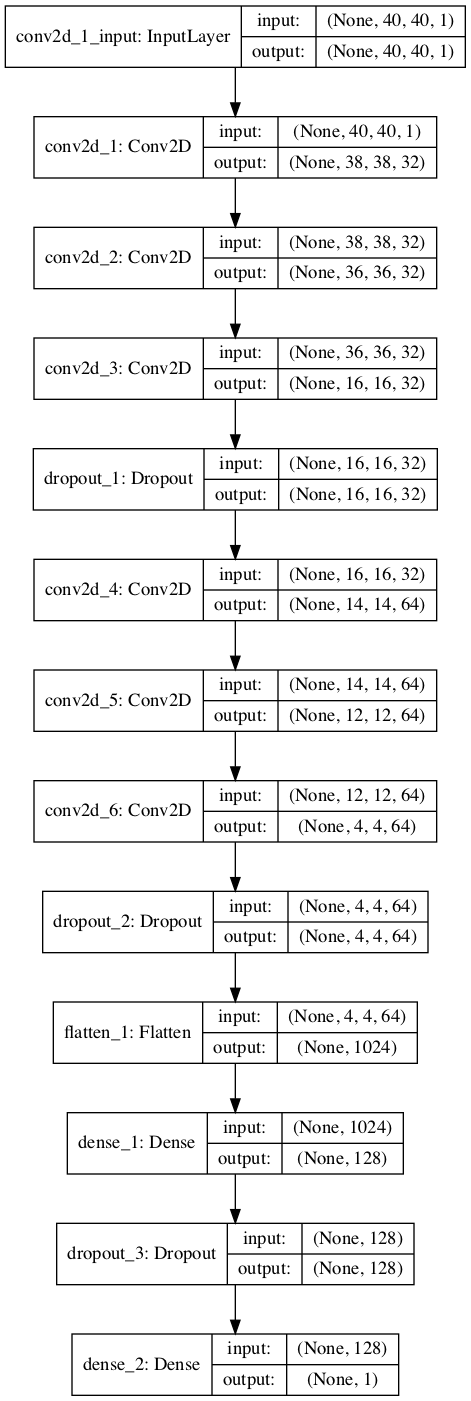 conv2d_1_input: InputLayer
input: (None, 40, 40, 1)
output: (None, 40, 40, 1)
conv2d_1: Conv2D
input: (None, 40, 40, 1)
output: (None, 38, 38, 32)
conv2d_2: Conv2D
input: (None, 38, 38, 32)
output: (None, 36, 36, 32)
conv2d_3: Conv2D
input: (None, 36, 36, 32)
output: (None, 16, 16, 32)
dropout_1: Dropout
input: (None, 16, 16, 32)
output: (None, 16, 16, 32)
conv2d_4: Conv2D
input: (None, 16, 16, 32)
output: (None, 14, 14, 64)
conv2d_5: Conv2D
input: (None, 14, 14, 64)
output: (None, 12, 12, 64)
conv2d_6: Conv2D
input: (None, 12, 12, 64)
output: (None, 4, 4, 64)
dropout_2: Dropout
input: (None, 4, 4, 64)
output: (None, 4, 4, 64)
flatten_1: Flatten
input: (None, 4, 4, 64)
output: (None, 1024)
dense_1: Dense
input: (None, 1024)
output: (None, 128)
dropout_3: Dropout
input: (None, 128)
output: (None, 128)
dense_2: Dense
input: (None, 128)
output: (None, 1)